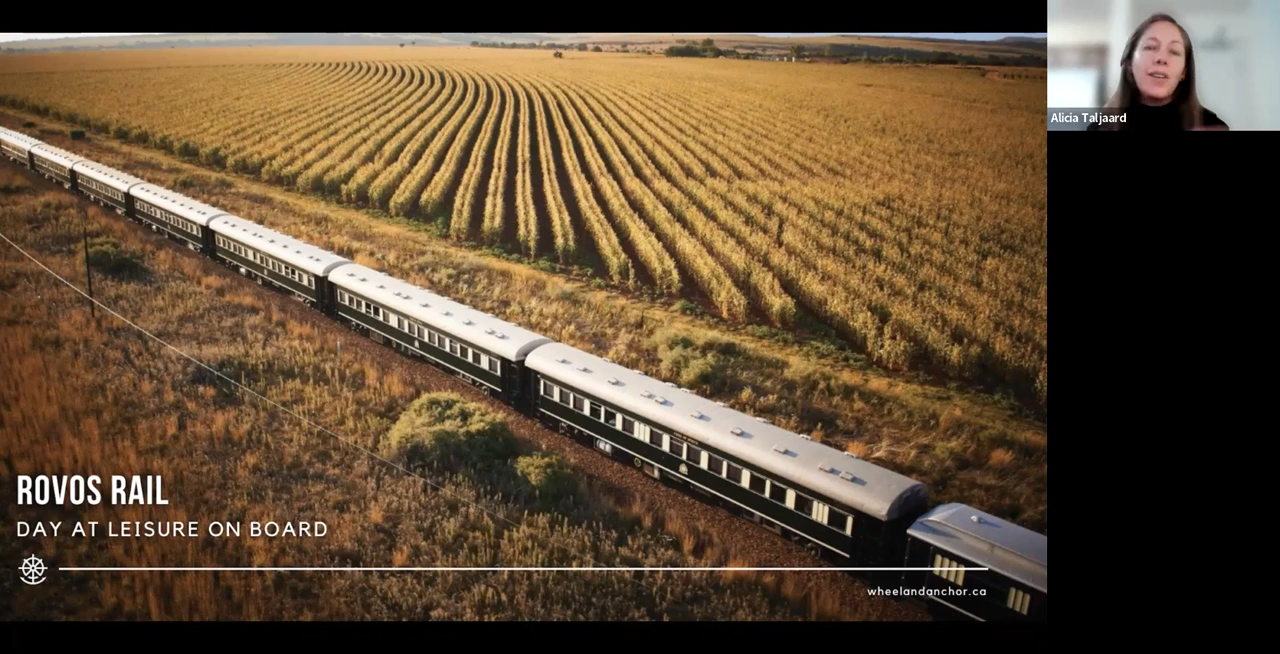 Alicia Taljaard
ROVOS RAIL
DAY AT LEISURE ON BOARD
wheelandanchor.ca